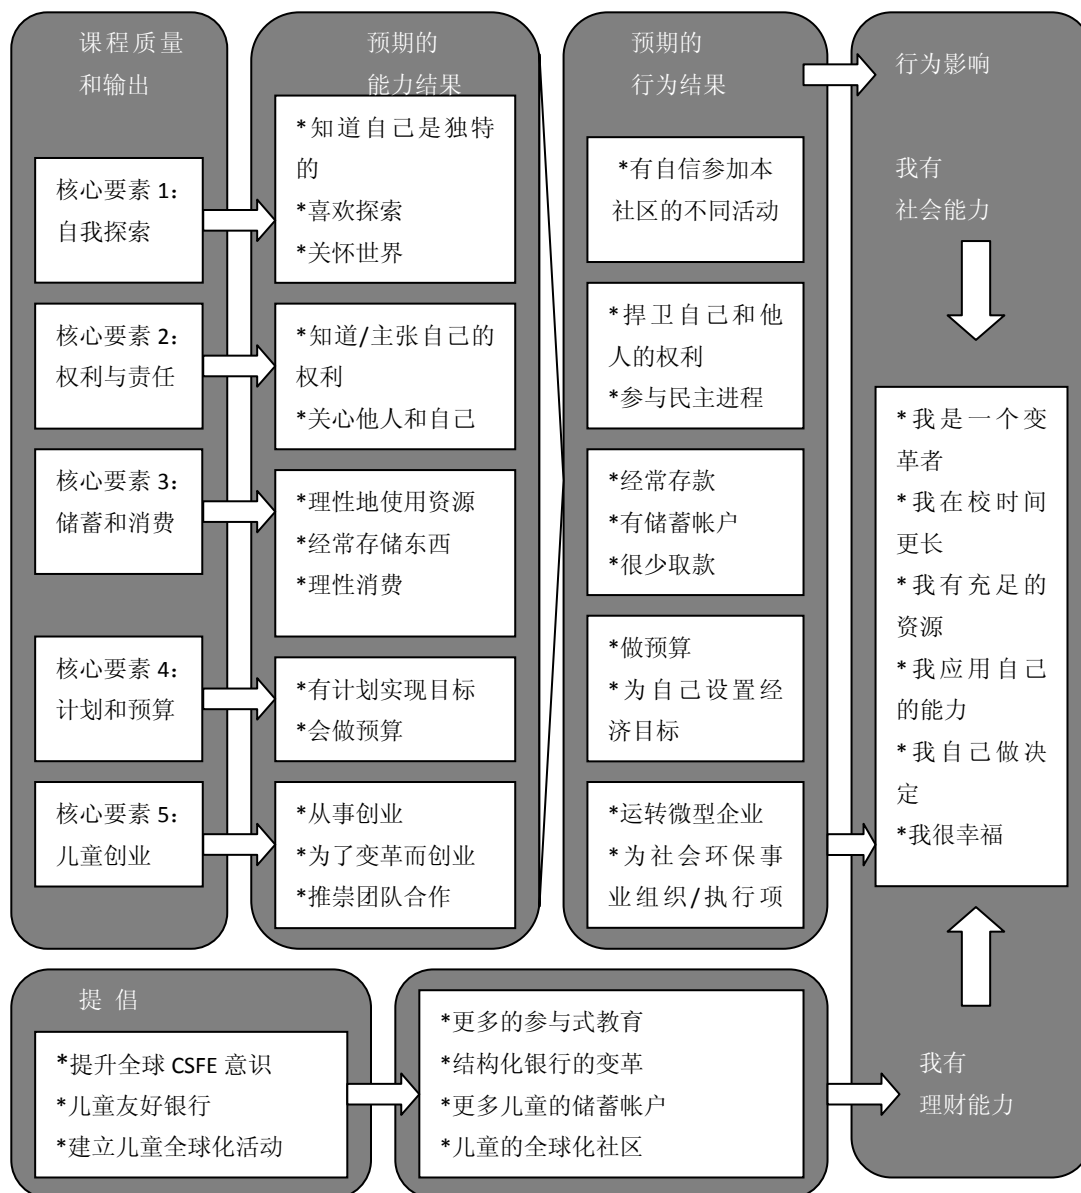 课程质量
和输出
核心要素 1：
自我探索
核心要素 2：
权利与责任
核心要素 3：
储蓄和消费
核心要素 4：
计划和预算
核心要素 5：
儿童创业
预期的
能力结果
*知道自己是独特
的
*喜欢探索
*关怀世界
*知道/主张自己的
权利
*关心他人和自己
*理性地使用资源
*经常存储东西
*理性消费
*有计划实现目标
*会做预算
*从事创业
*为了变革而创业
*推崇团队合作
预期的
行为结果
*有自信参加本
社区的不同活动
*捍卫自己和他
人的权利
*参与民主进程
*经常存款
*有储蓄帐户
*很少取款
*做预算
*为自己设置经
济目标
*运转微型企业
*为社会环保事
业组织/执行项
行为影响
我有
社会能力
*我是一个变
革者
*我在校时间
更长
*我有充足的
资源
*我应用自己
的能力
*我自己做决
定
*我很幸福
我有
理财能力
提 倡
*提升全球 CSFE 意识
*儿童友好银行
*建立儿童全球化活动
*更多的参与式教育
*结构化银行的变革
*更多儿童的储蓄帐户
*儿童的全球化社区